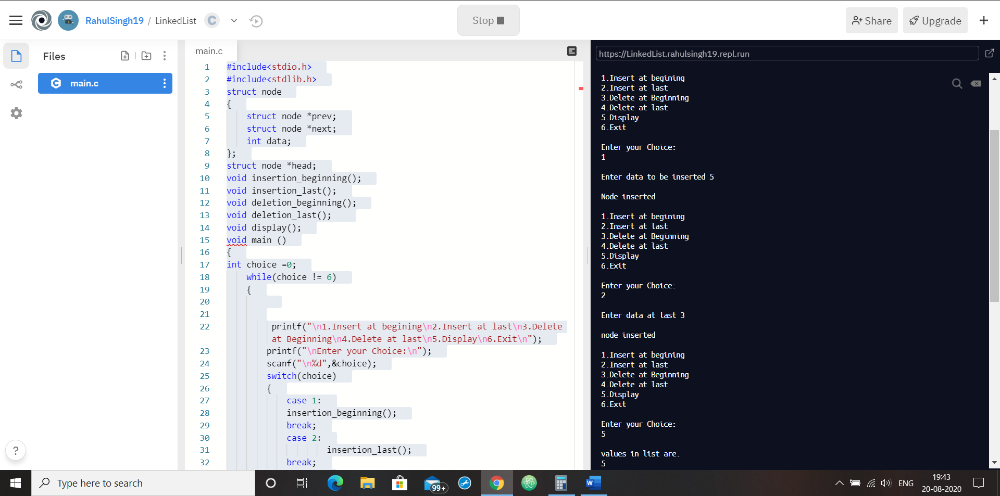 RahulSingh19 / LinkedList C
Stop
Share
Upgrade
Files
main.c
main.c
1 #include<stdio.h>
2 #include<stdlib.h>
3 struct node
4 {
5 struct node *prev;
6 struct node *next;
7 int data;
8 };
9 struct node *head;
10 void insertion_beginning();
11 void insertion_last();
12 void deletion_beginning();
13 void deletion_last();
14 void display();
15 void main ()
16 {
17 int choice =0;
18 while(choice != 6)
19 {
20
21
22 printf("\n1.Insert at begining\n2.Insert at last\n3.Delete
at Beginning\n4.Delete at last\n5.Display\n6.Exit\n");
23 printf("\nEnter your Choice:\n");
24 scanf("\n%d",&choice);
25 switch(choice)
26 {
27 case 1:
28 insertion_beginning();
29 break;
30 case 2:
31 insertion_last();
32 break;
https://LinkedList.rahulsingh19.repl.run
1.Insert at begining
2.Insert at last
3.Delete at Beginning
4.Delete at last
5.Display
6.Exit
Enter your Choice:
1
Enter data to be inserted 5
Node inserted
1.Insert at begining
2.Insert at last
3.Delete at Beginning
4.Delete at last
5.Display
6.Exit
Enter your Choice:
2
Enter data at last 3
node inserted
1.Insert at begining
2.Insert at last
3.Delete at Beginning
4.Delete at last
5.Display
6.Exit
Enter your Choice:
5
values in list are.
5
?
Type here to search
99+
W
ENG
19:43
20-08-2020